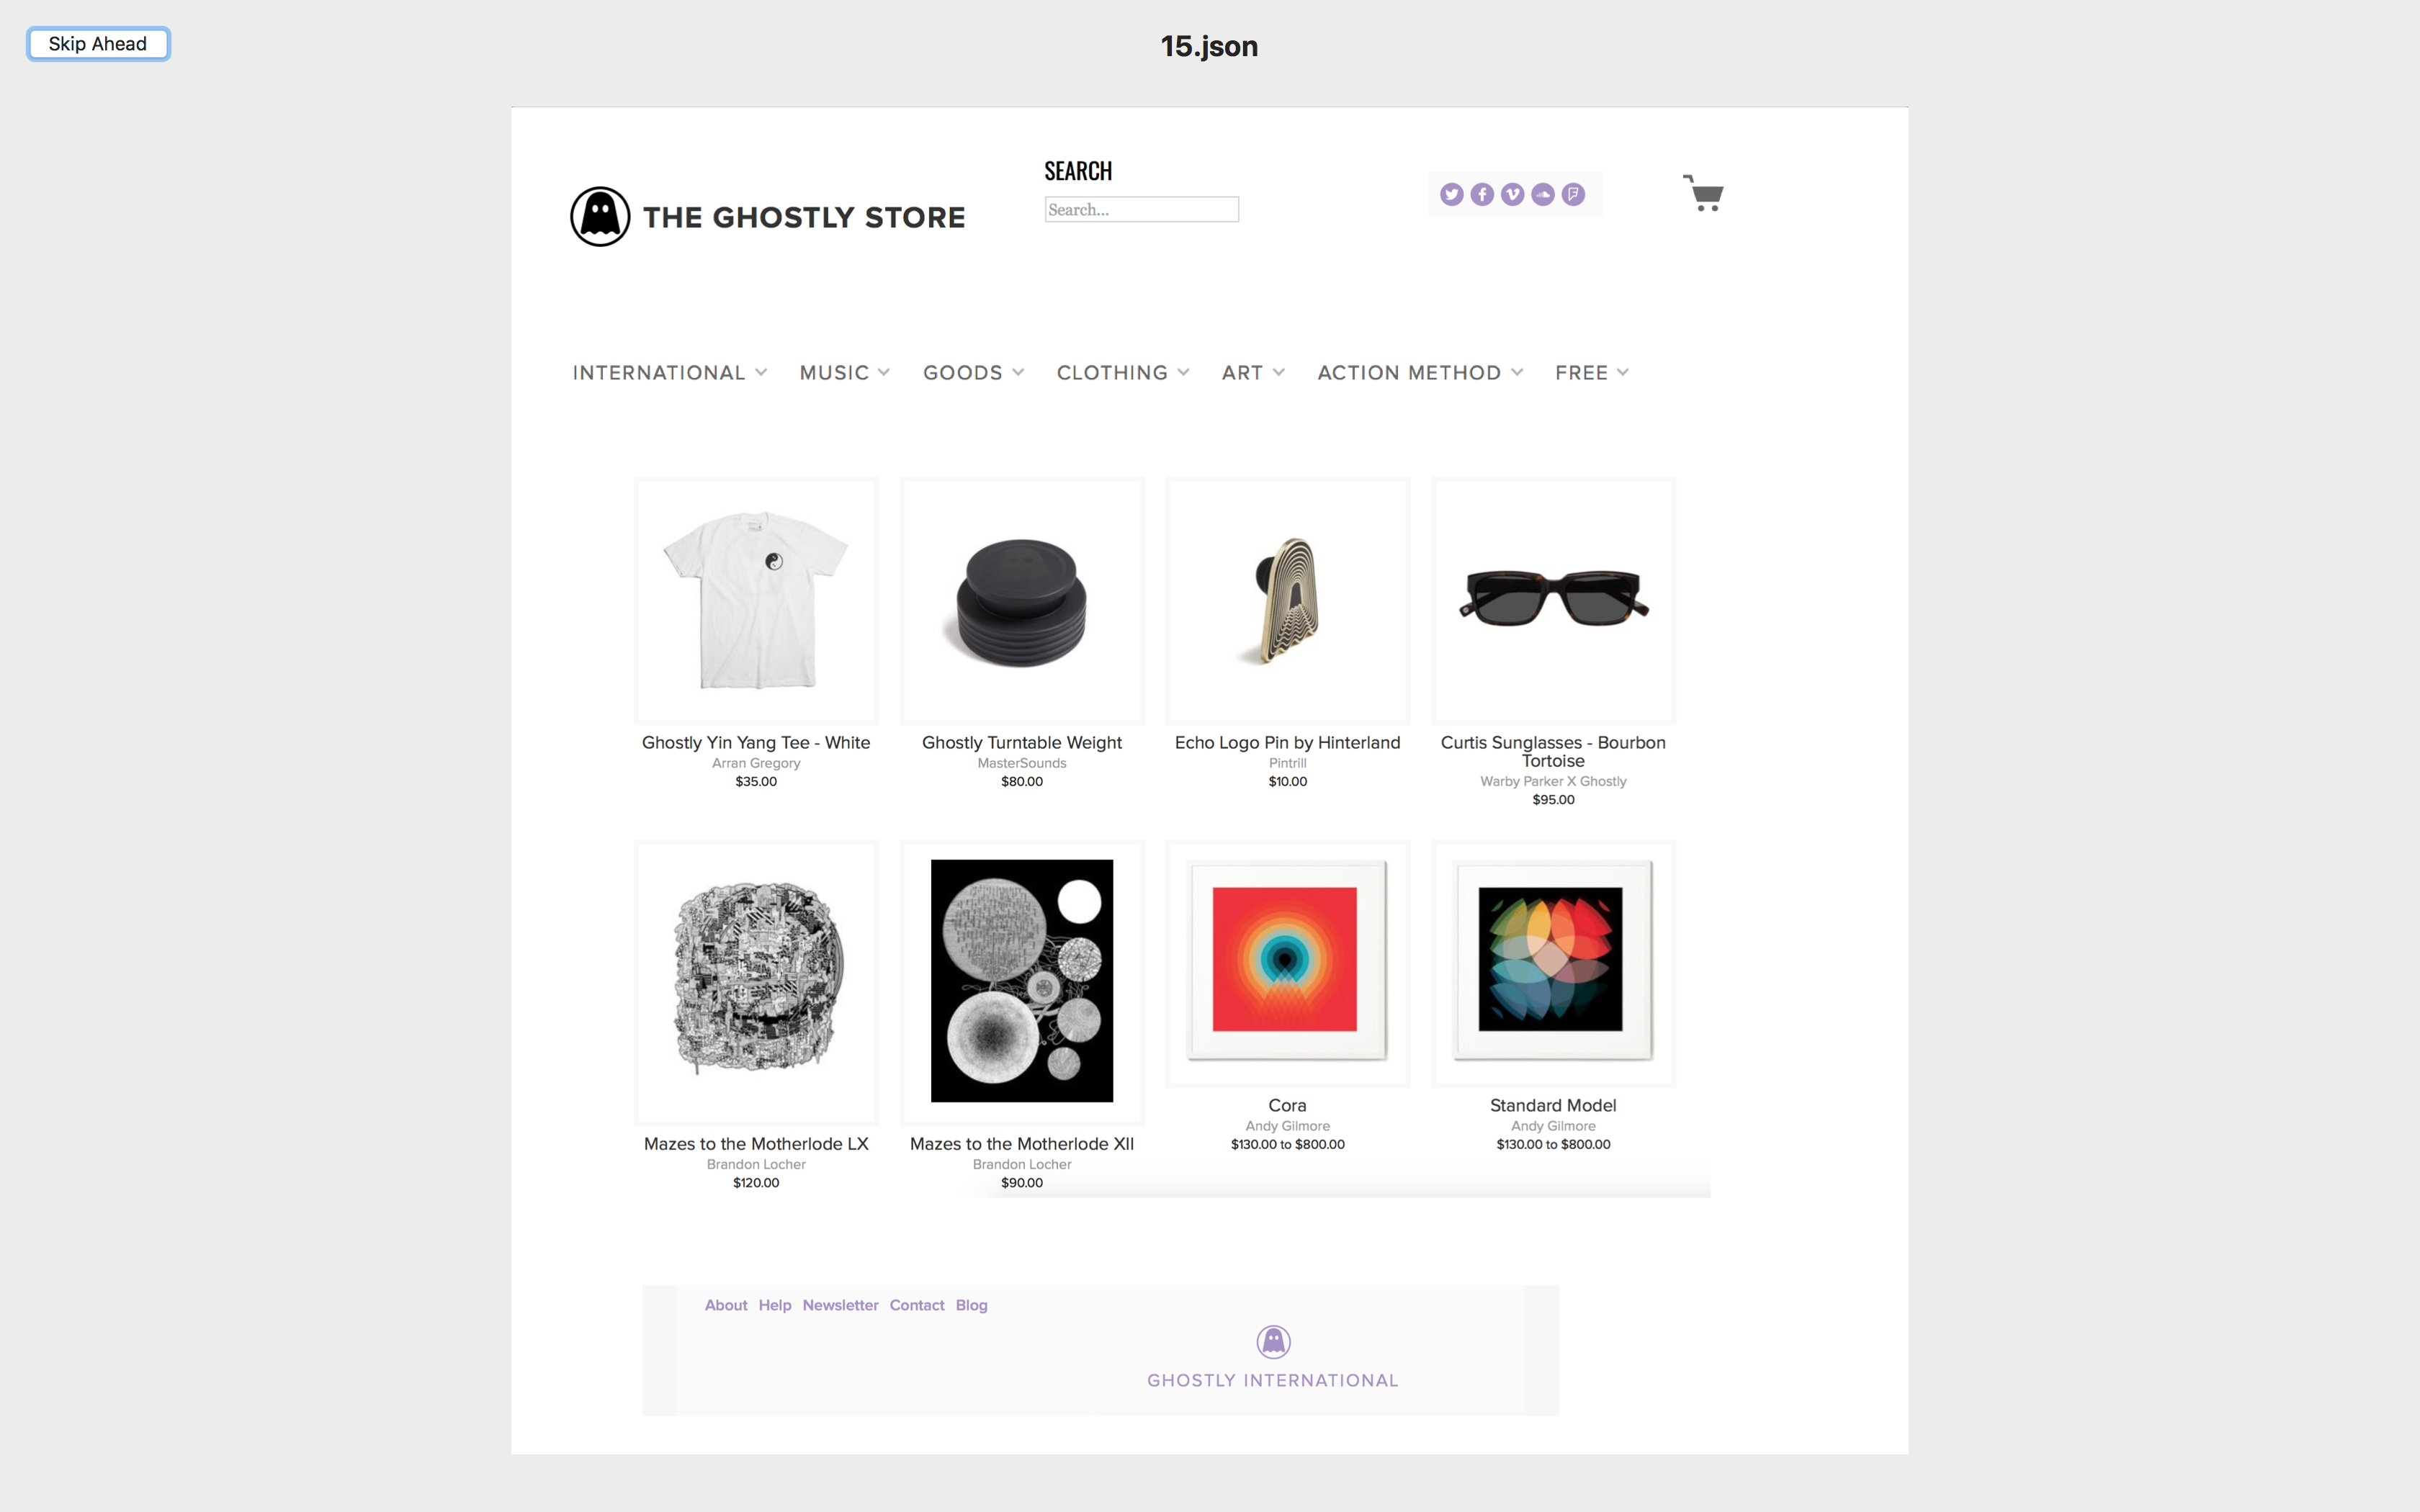 Skip Ahead
15.json
SEARCH
THE GHOSTLY STORE
Search...
INTERNATIONAL MUSIC GOODS CLOTHING ART ACTION METHOD FREE
Ghostly Yin Yang Tee - White
Arran Gregory
$35.00
Ghostly Turntable Weight
MasterSounds
$80.00
Echo Logo Pin by Hinterland
Pintrill
$10.00
Curtis Sunglasses - Bourbon
Tortoise
Warby Parker X Ghostly
$95.00
Mazes to the Motherlode LX
Brandon Locher
$120.00
Mazes to the Motherlode XII
Brandon Locher
$90.00
Cora
Andy Gilmore
$130.00 to $800.00
Standard Model
Andy Gilmore
$130.00 to $800.00
About Help Newsletter Contact Blog
GHOSTLY INTERNATIONAL